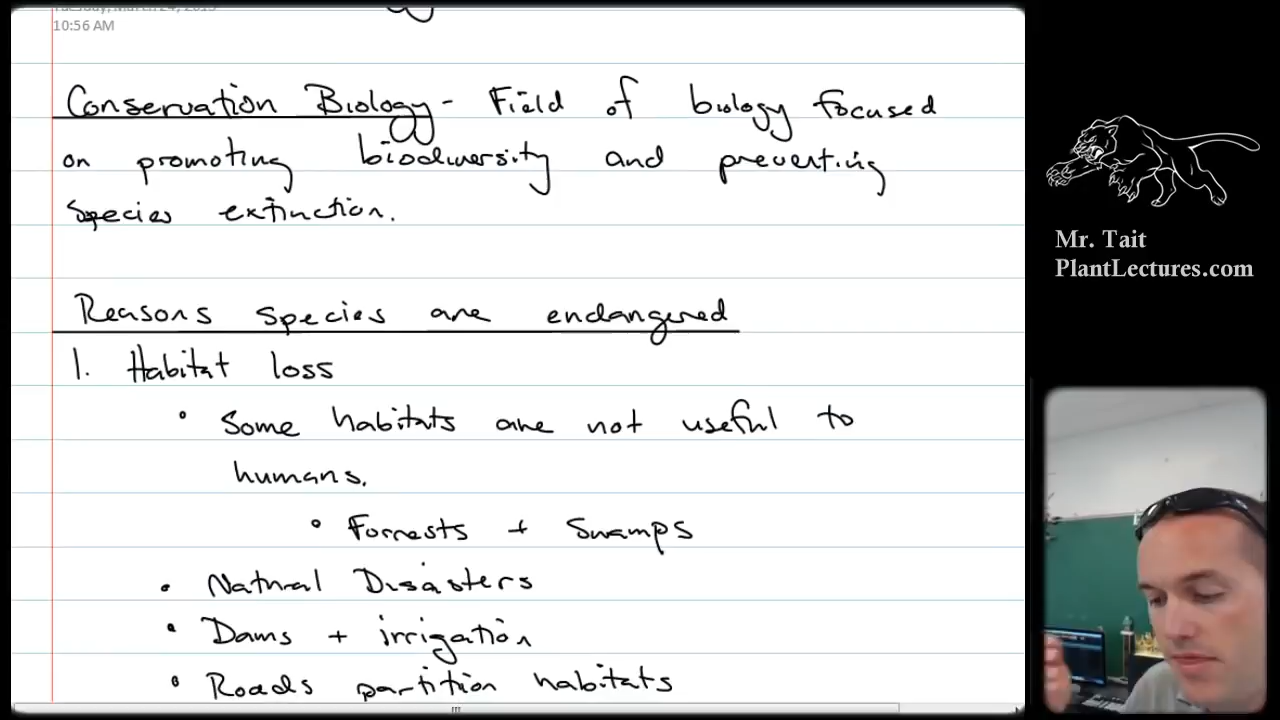 10:56 AM
Conservation Biology - Field of biology focused
on promoting biodiversity and preventing
species extinction.
Reasons species are endangered
1. Habitat loss
• Some habitats are not useful to
humans.
• Forrests + Swamps
• Natural Disasters
• Dams + irrigation
• Roads partition habitats
Mr. Tait
PlantLectures.com